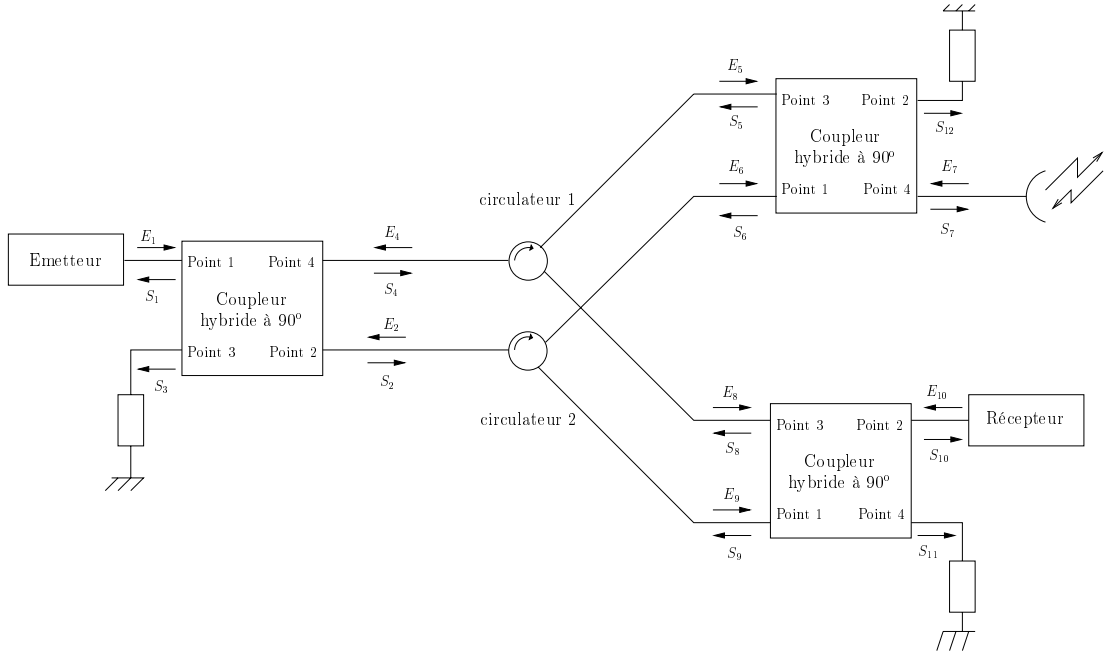 E5
S5
Point 3 Point 2
S12
Coupleur
hybride à 90º
E6
E7
S6
Point 1 Point 4
S7
circulateur 1
Emetteur
E1
S1
Point 1 Point 4
E4
S4
Coupleur
hybride à 90º
E2
S2
Point 3 Point 2
S3
circulateur 2
E8
S8
Point 3 Point 2
E10
S10
Récepteur
Coupleur
hybride à 90º
E9
S9
Point 1 Point 4
S11